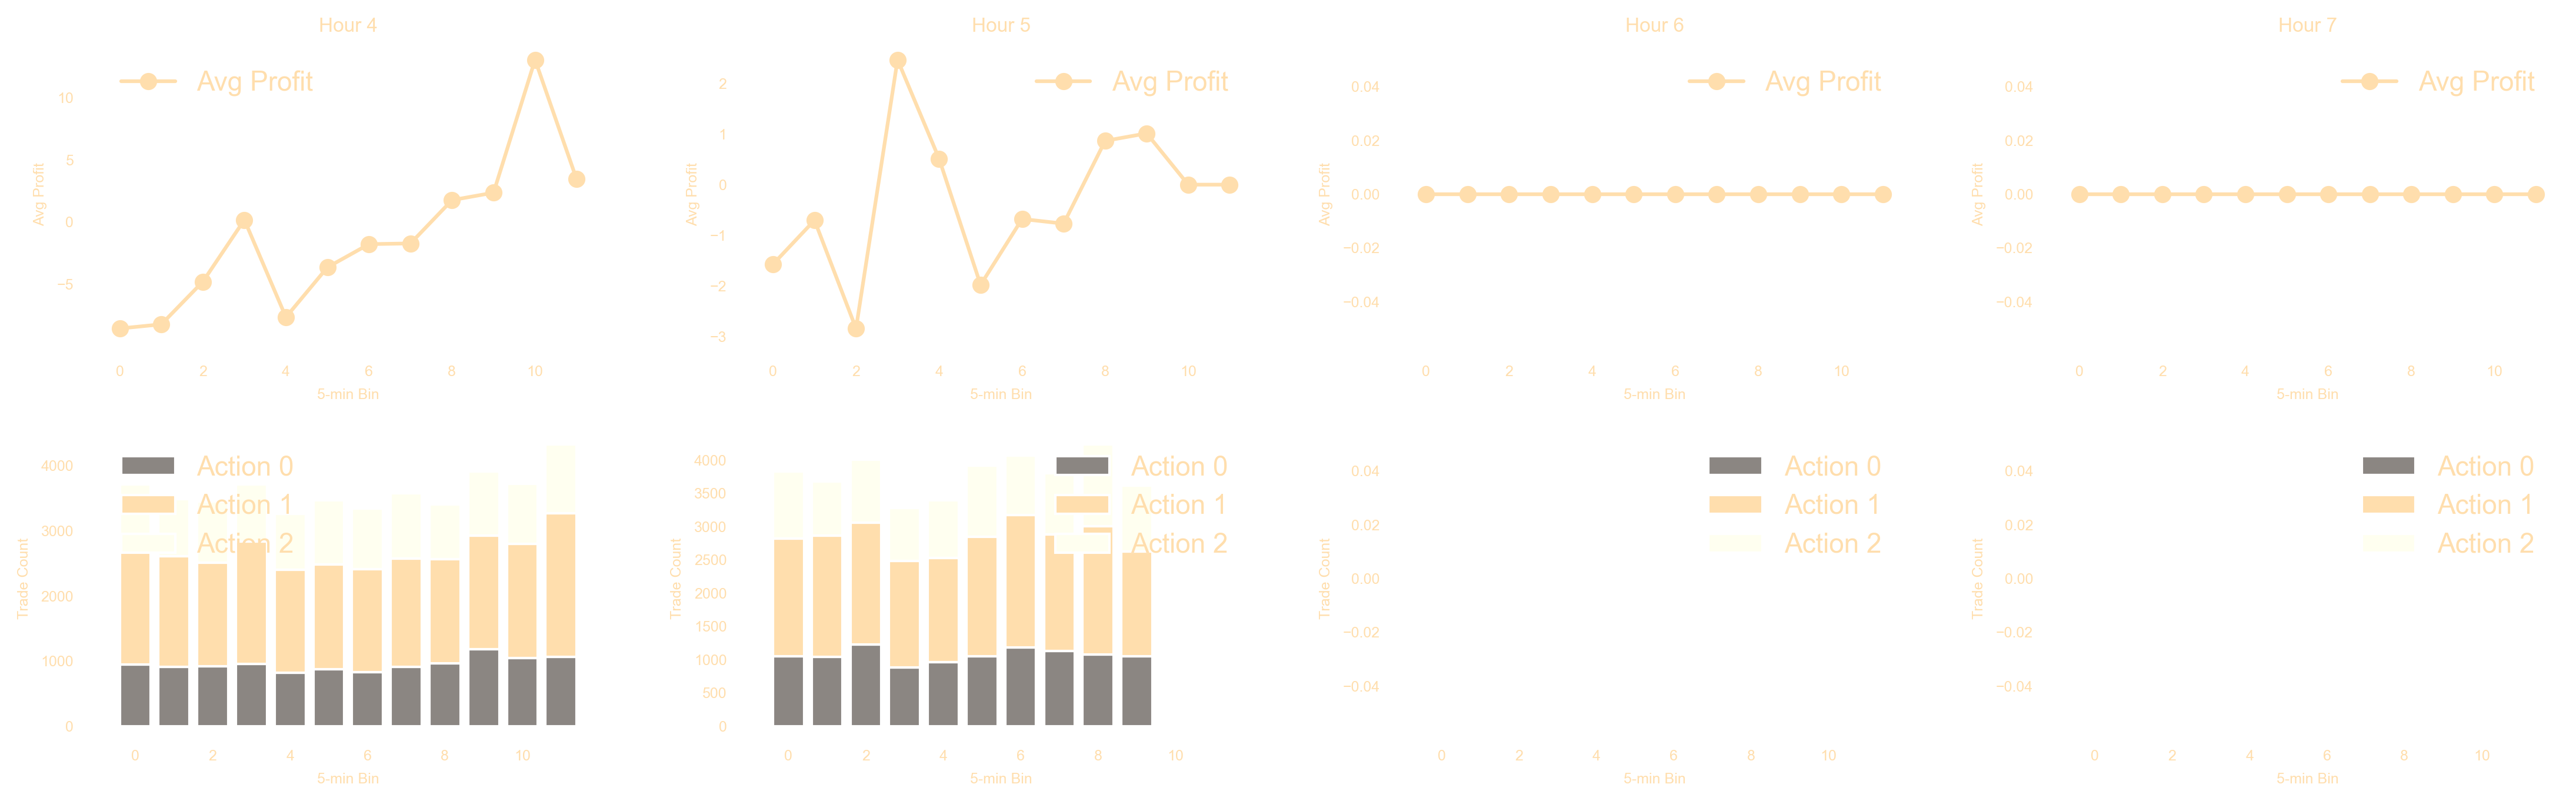 Hour 4
Avg Profit
10
5
0
−5
Avg Profit
0 2 4 6 8 10
5-min Bin
Hour 5
Avg Profit
2
1
0
−1
−2
−3
Avg Profit
0 2 4 6 8 10
5-min Bin
Hour 6
Avg Profit
0.04
0.02
0.00
−0.02
−0.04
Avg Profit
0 2 4 6 8 10
5-min Bin
Hour 7
Avg Profit
0.04
0.02
0.00
−0.02
−0.04
Avg Profit
0 2 4 6 8 10
5-min Bin
Action 0
Action 1
Action 2
4000
3000
2000
1000
0
Trade Count
0 2 4 6 8 10
5-min Bin
Action 0
Action 1
Action 2
4000
3500
3000
2500
2000
1500
1000
500
0
Trade Count
0 2 4 6 8 10
5-min Bin
Action 0
Action 1
Action 2
0.04
0.02
0.00
−0.02
−0.04
Trade Count
0 2 4 6 8 10
5-min Bin
Action 0
Action 1
Action 2
0.04
0.02
0.00
−0.02
−0.04
Trade Count
0 2 4 6 8 10
5-min Bin